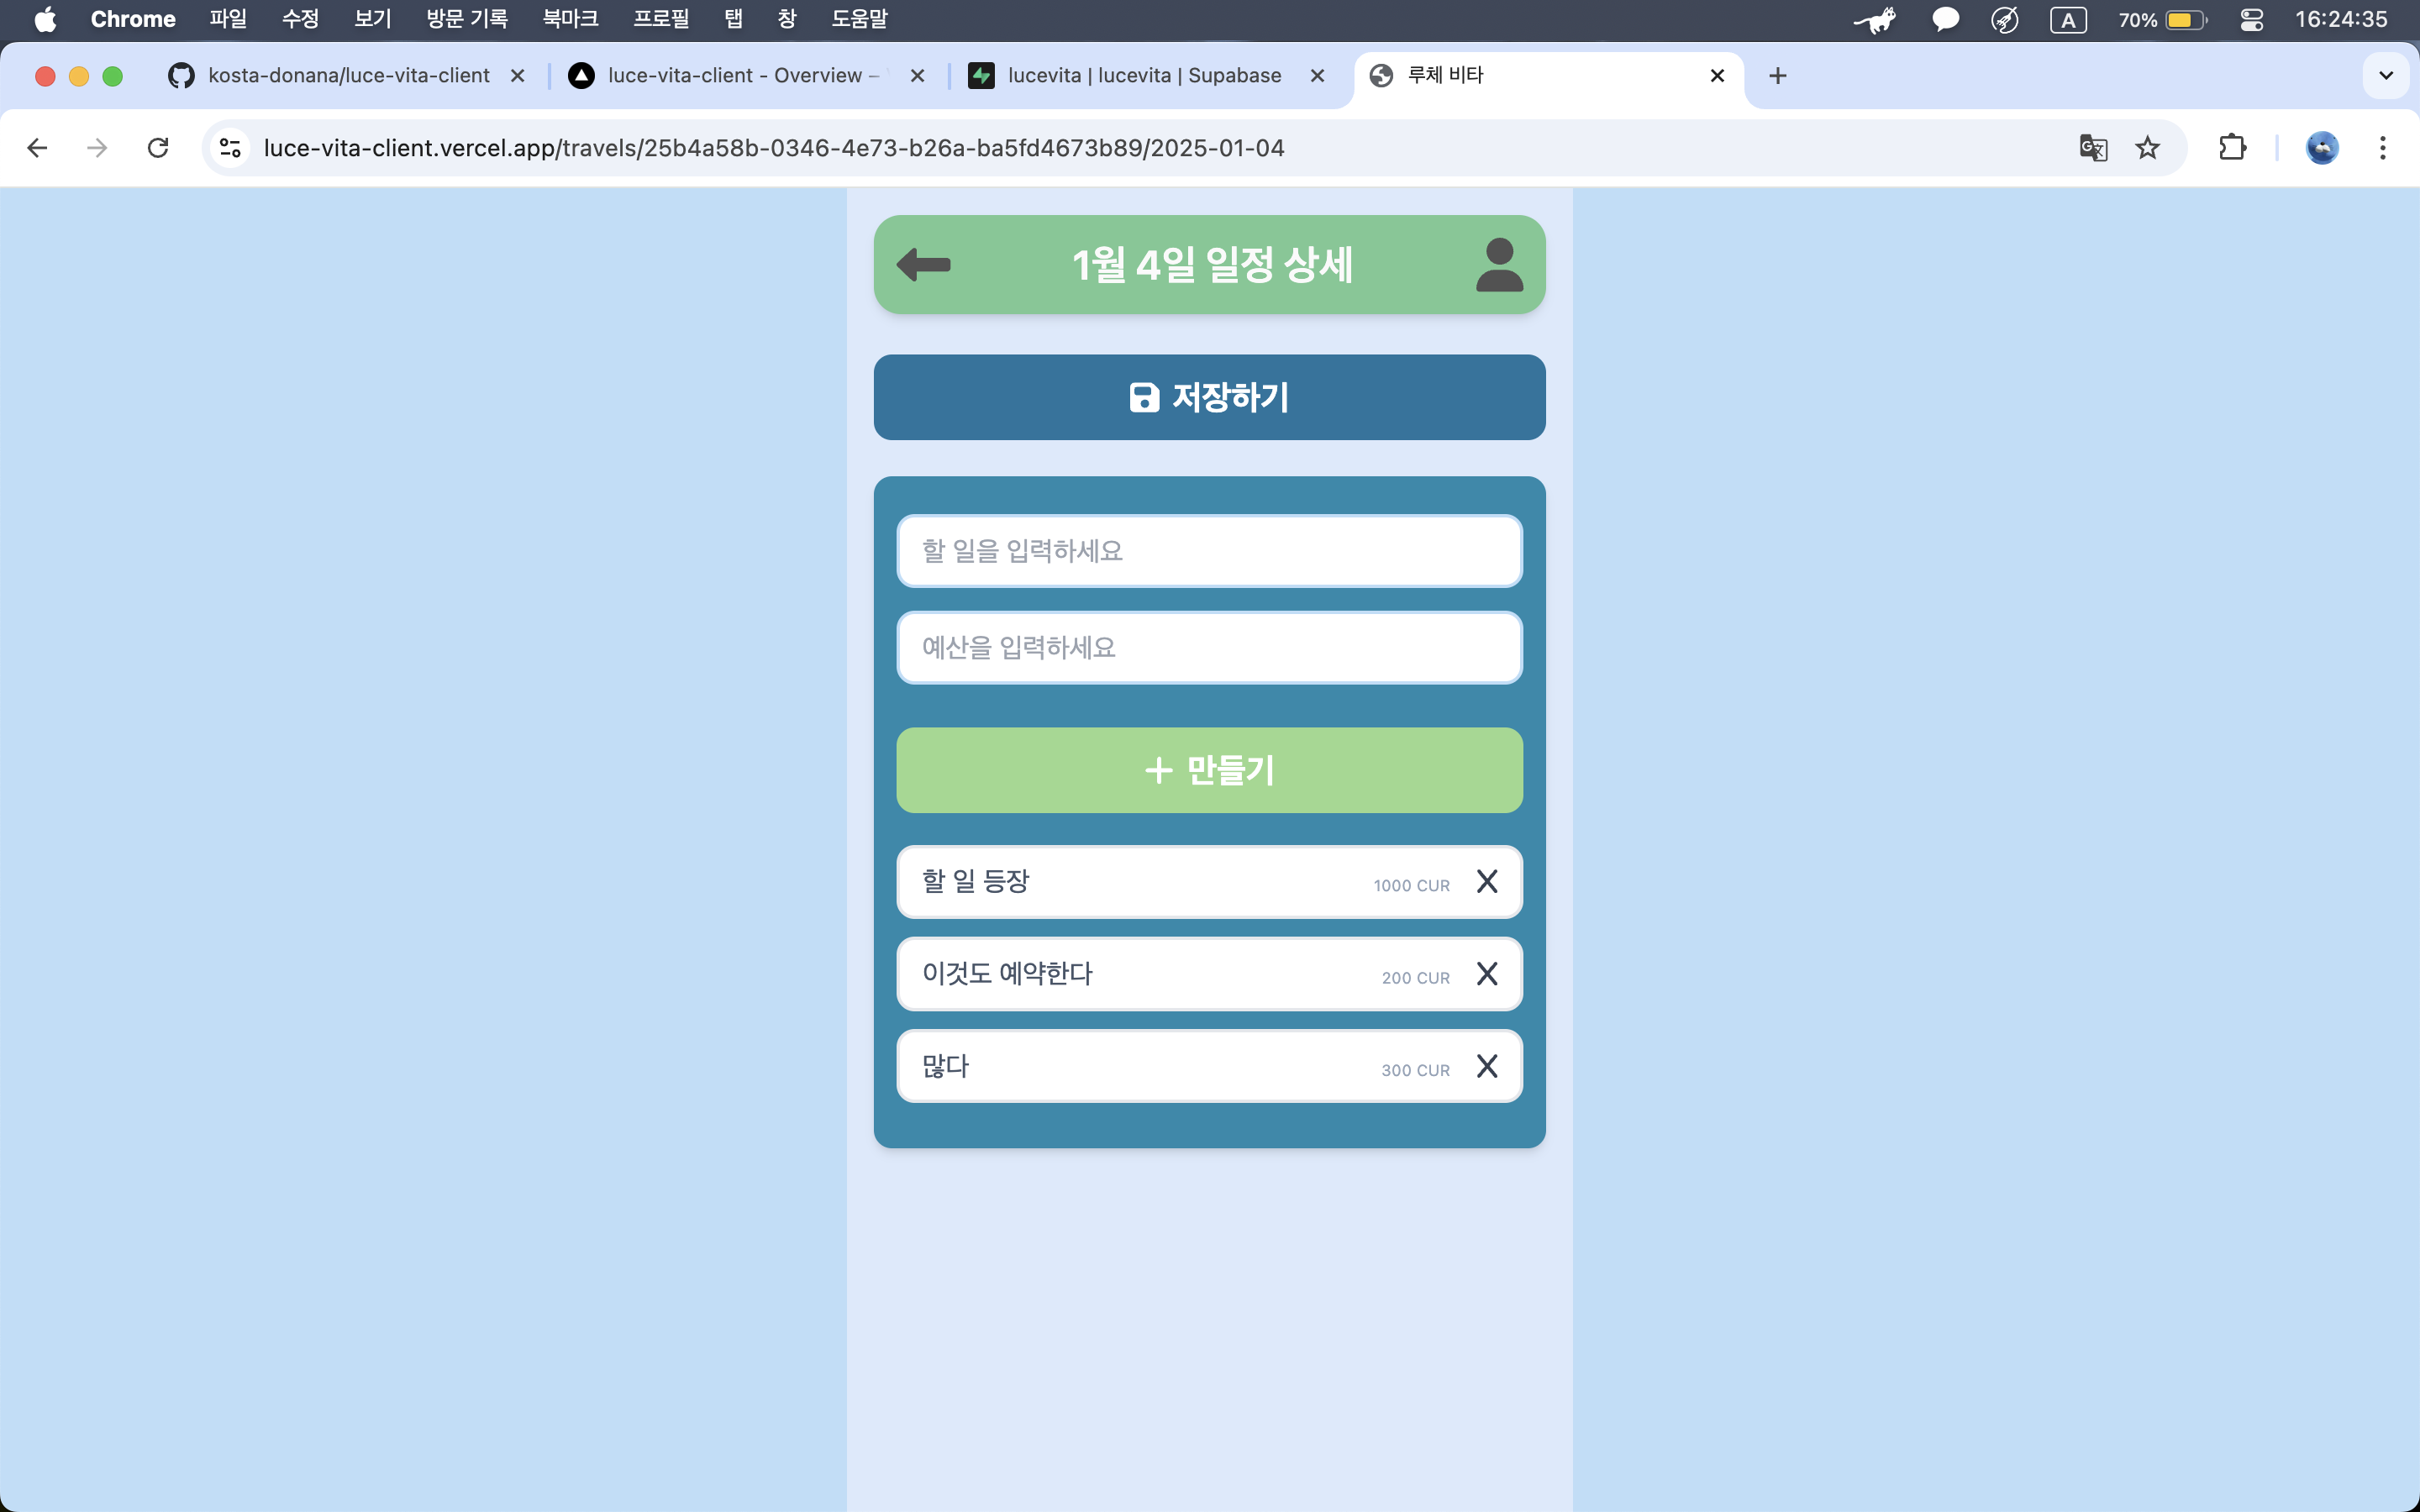 Chrome 파일 수정 보기 방문 기록 북마크 프로필 탭 창 도움말 A 70% 16:24:35
kosta-donana/luce-vita-client luce-vita-client - Overview – lucevita | lucevita | Supabase 루체 비타
luce-vita-client.vercel.app/travels/25b4a58b-0346-4e73-b26a-ba5fd4673b89/2025-01-04
1월 4일 일정 상세
저장하기
할 일을 입력하세요
예산을 입력하세요
+ 만들기
할 일 등장 1000 CUR X
이것도 예약한다 200 CUR X
많다 300 CUR X